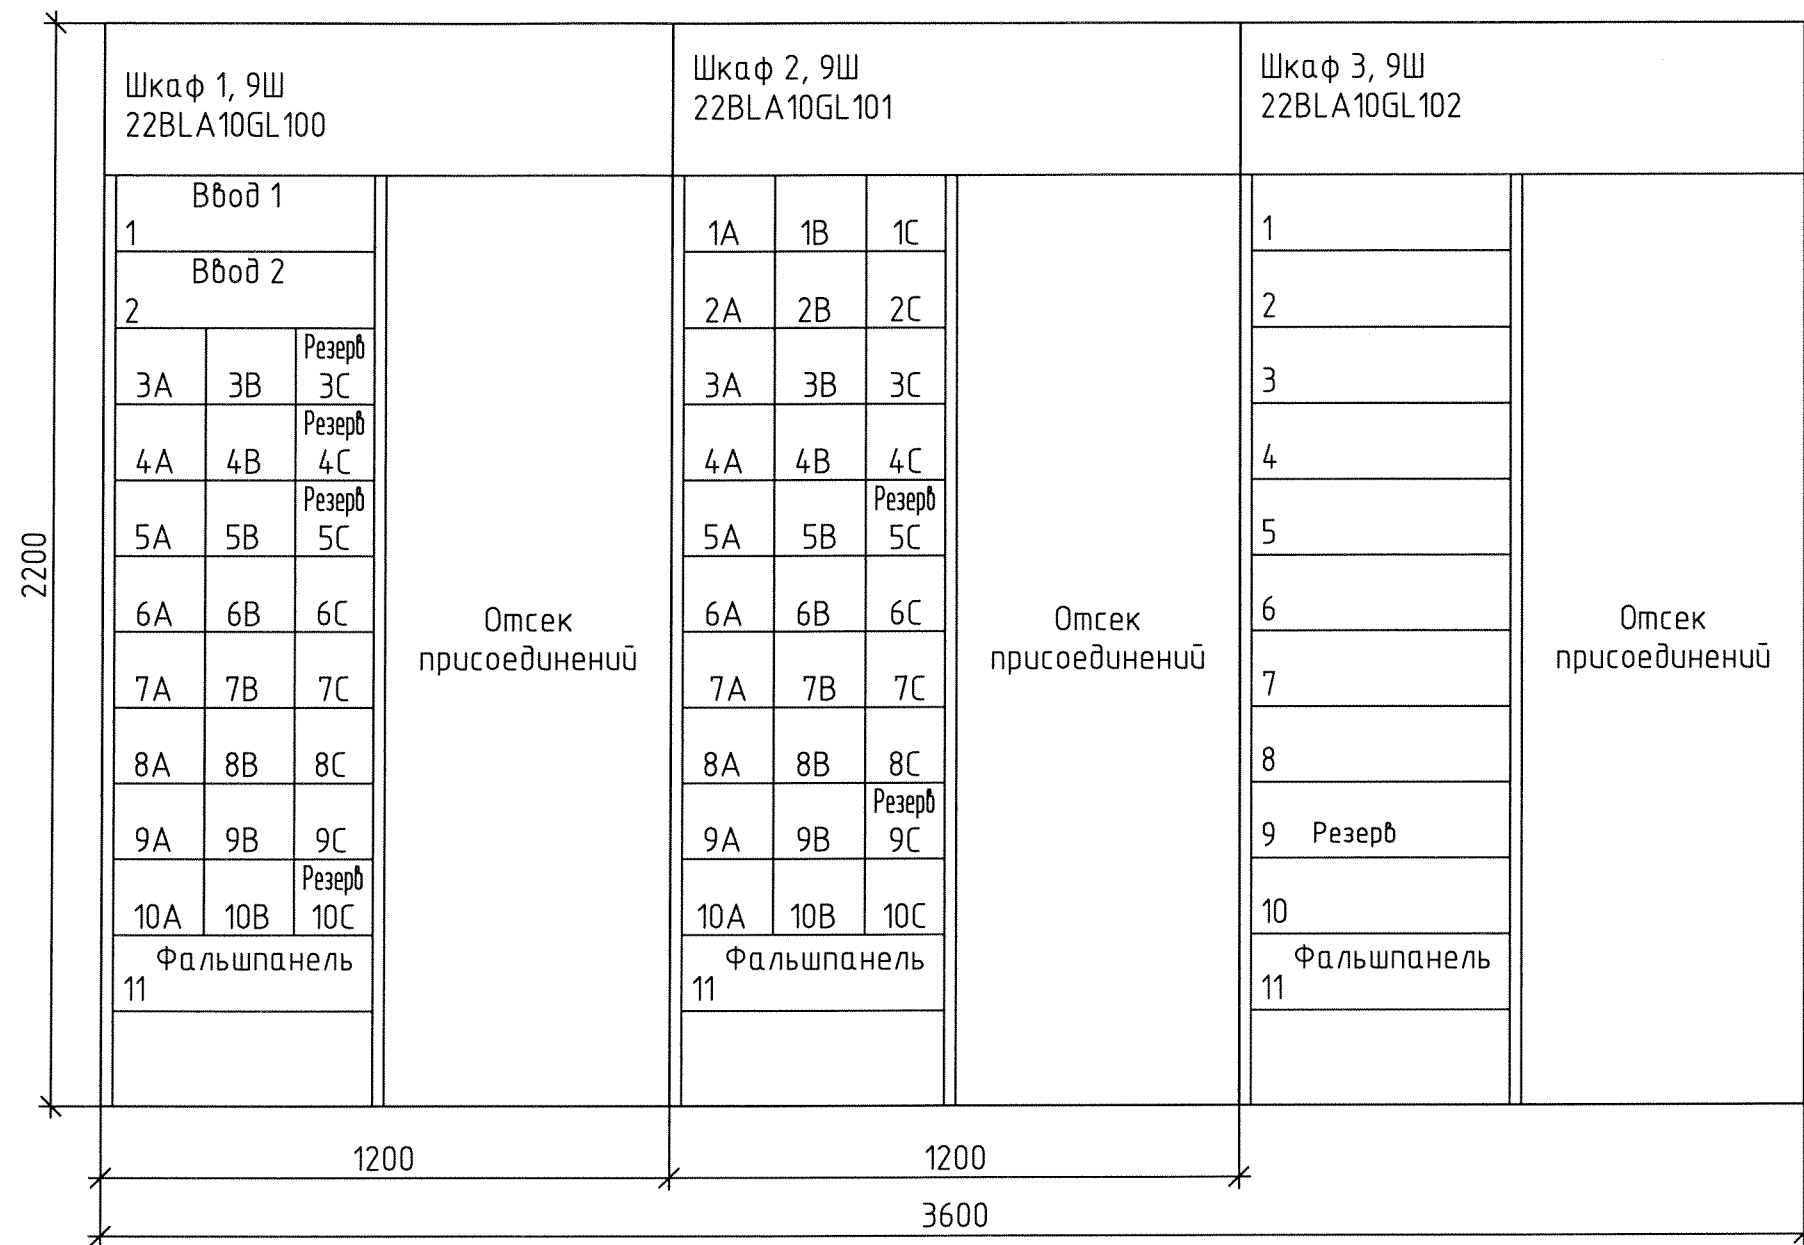 Шкаф 1, 9Ш
22BLA10GL100
Ввод 1
1
Ввод 2
2
Резерв
3A 3B 3C
Резерв
4A 4B 4C
Резерв
5A 5B 5C
6A 6B 6C
7A 7B 7C
8A 8B 8C
9A 9B 9C
Резерв
10A 10B 10C
Фальшпанель
11
Отсек
присоединений
Шкаф 2, 9Ш
22BLA10GL101
1A 1B 1C
2A 2B 2C
3A 3B 3C
4A 4B 4C
Резерв
5A 5B 5C
6A 6B 6C
7A 7B 7C
8A 8B 8C
Резерв
9A 9B 9C
10A 10B 10C
Фальшпанель
11
Отсек
присоединений
Шкаф 3, 9Ш
22BLA10GL102
1
2
3
4
5
6
7
8
9 Резерв
10
Фальшпанель
11
Отсек
присоединений
2200
1200
1200
3600